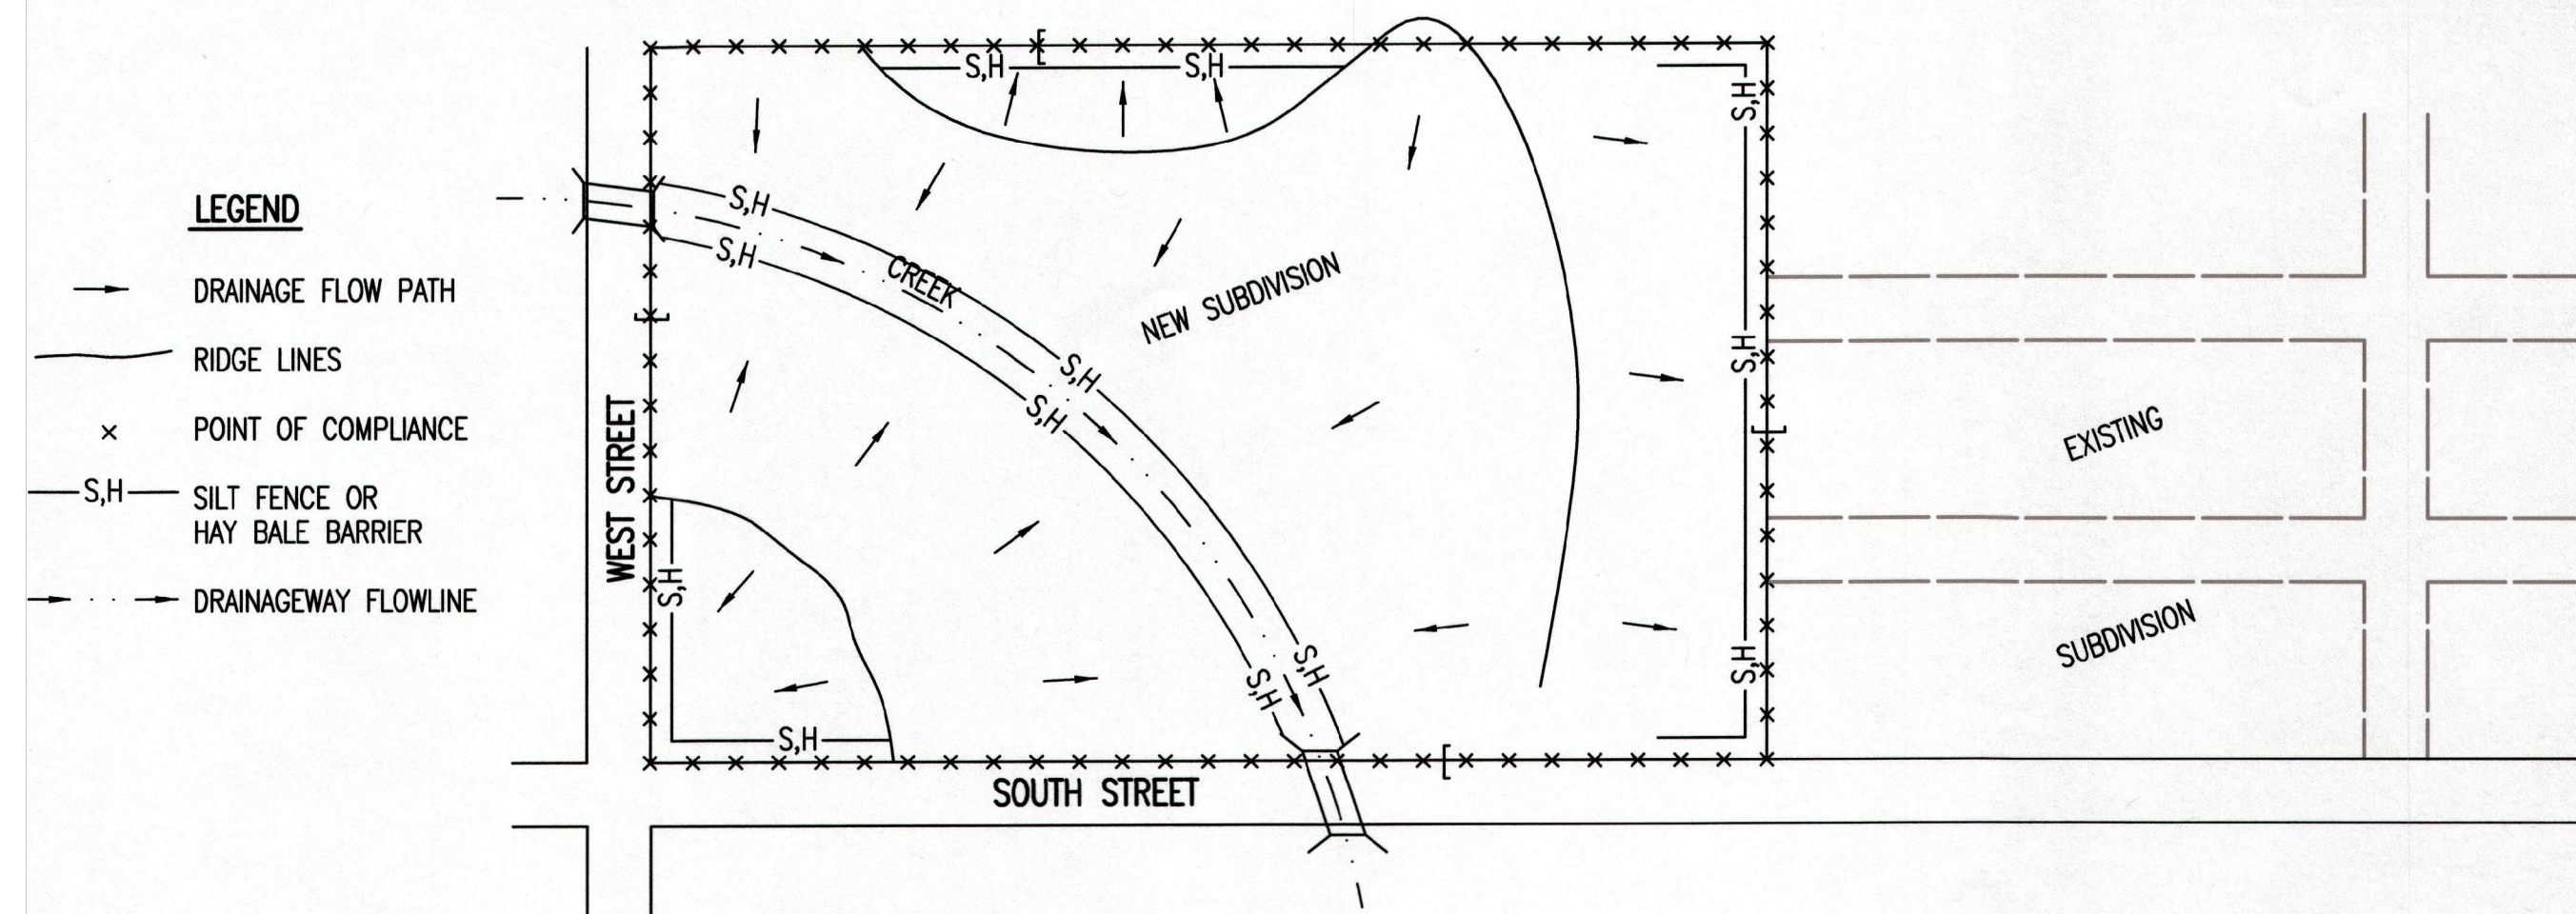 LEGEND
DRAINAGE FLOW PATH
RIDGE LINES
POINT OF COMPLIANCE
S,H
SILT FENCE OR
HAY BALE BARRIER
DRAINAGEWAY FLOWLINE
S,H
S,H
S,H
S,H
S,H
CREEK
NEW SUBDIVISION
S,H
S,H
S,H
WEST STREET
EXISTING
S,H
SUBDIVISION
S,H
S,H
S,H
S,H
SOUTH STREET